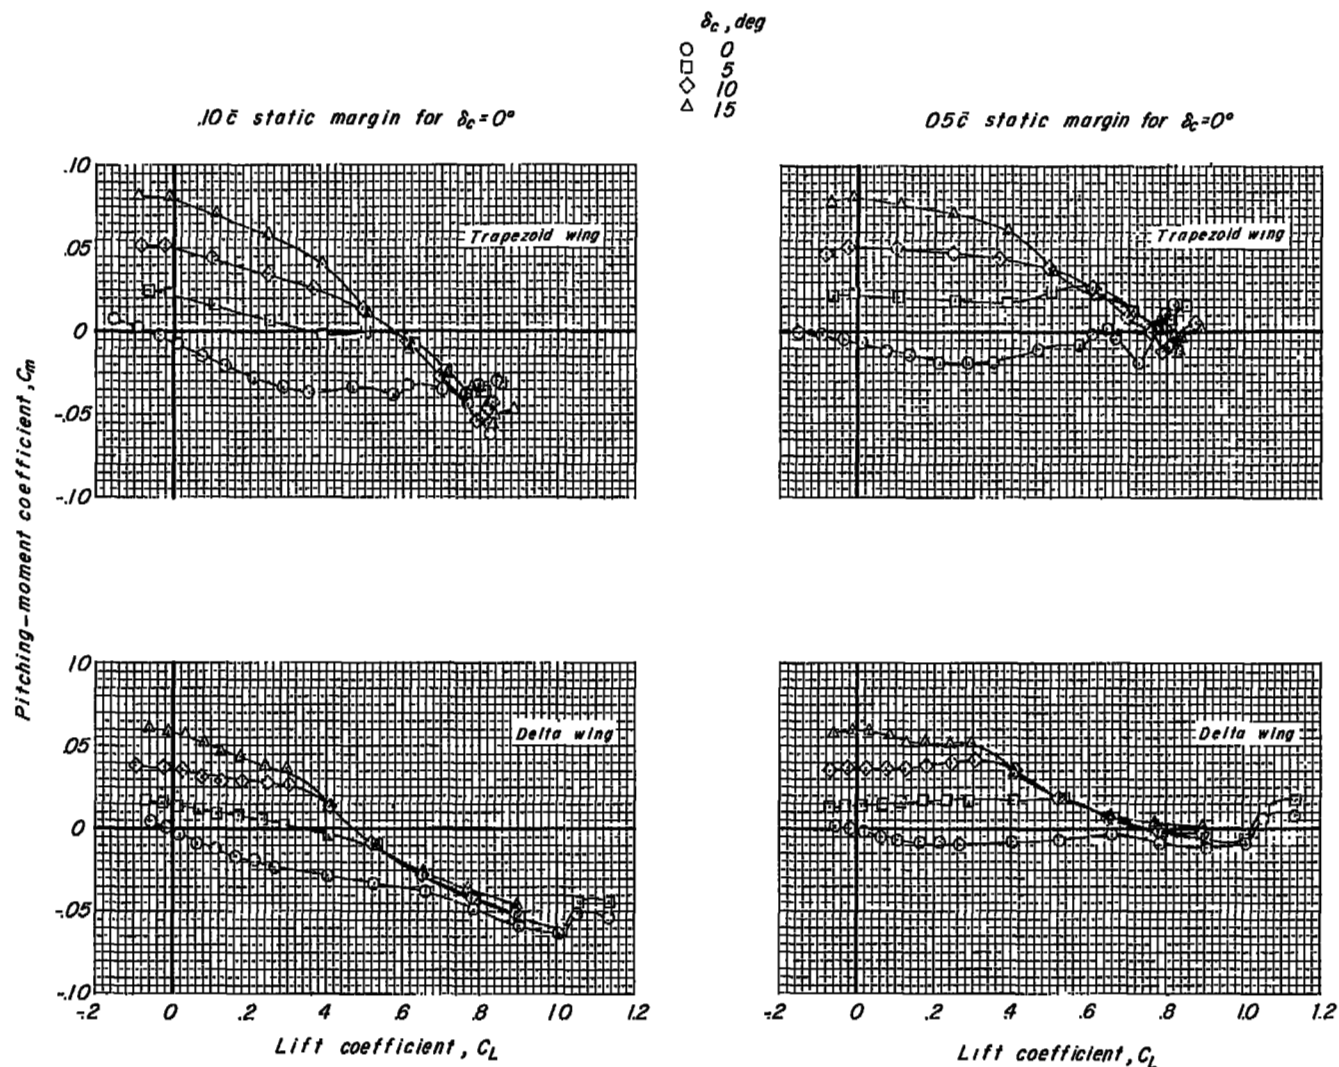 δc, deg
0
5
10
15
.10 c̄ static margin for δc=0°
05 c̄ static margin for δc=0°
.10
.05
0
-.05
-.10
Trapezoid wing
Trapezoid wing
Pitching-moment coefficient, Cm
10
.05
0
-.05
-.10
Delta wing
Delta wing
-.2 0 .2 .4 .6 .8 1.0 1.2
-.2 0 .2 .4 .6 .8 1.0 1.2
Lift coefficient, CL
Lift coefficient, CL